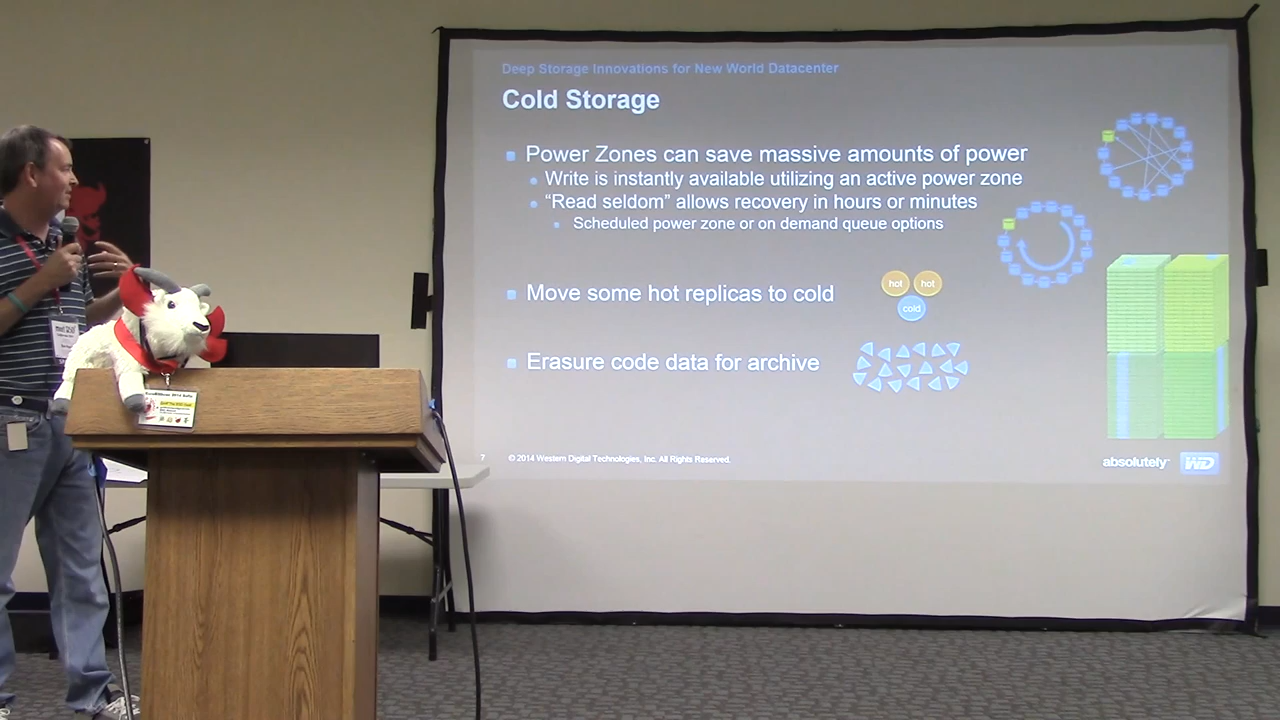 Deep Storage Innovations for New World Datacenter
Cold Storage
Power Zones can save massive amounts of power
Write is instantly available utilizing an active power zone
“Read seldom” allows recovery in hours or minutes
Scheduled power zone or on demand queue options
Move some hot replicas to cold
hot hot
cold
Erasure code data for archive
7 © 2014 Western Digital Technologies, Inc. All Rights Reserved.
absolutely™ WD